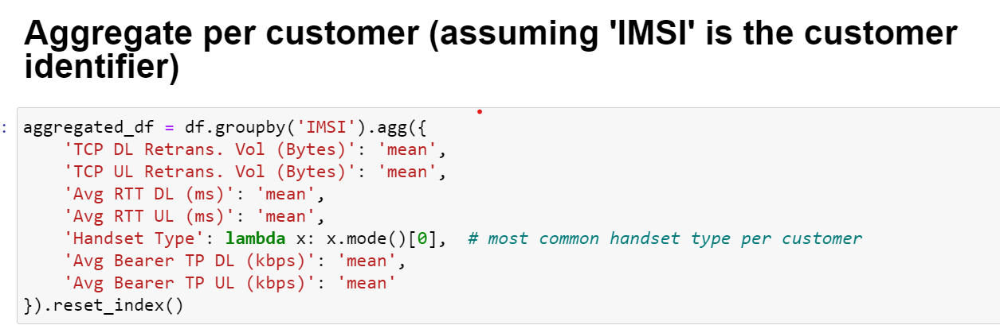 Aggregate per customer (assuming 'IMSI' is the customer
identifier)
: aggregated_df = df.groupby('IMSI').agg({
    'TCP DL Retrans. Vol (Bytes)': 'mean',
    'TCP UL Retrans. Vol (Bytes)': 'mean',
    'Avg RTT DL (ms)': 'mean',
    'Avg RTT UL (ms)': 'mean',
    'Handset Type': lambda x: x.mode()[0],  # most common handset type per customer
    'Avg Bearer TP DL (kbps)': 'mean',
    'Avg Bearer TP UL (kbps)': 'mean'
}).reset_index()